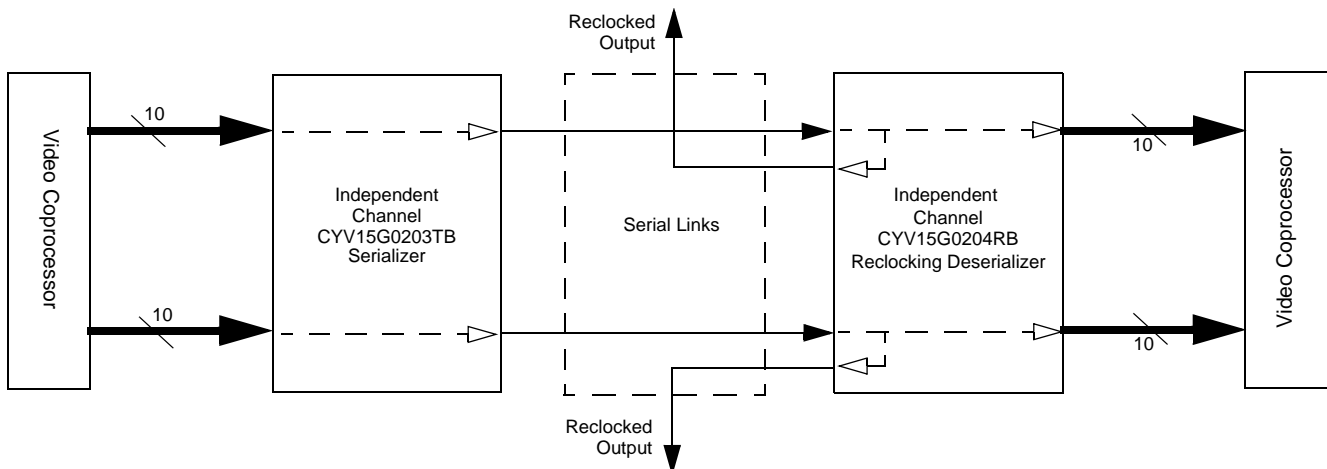 Reclocked
Output
10
10
Video Coprocessor
Independent
Channel
CYV15G0203TB
Serializer
Serial Links
Independent
Channel
CYV15G0204RB
Reclocking Deserializer
Video Coprocessor
10
10
Reclocked
Output